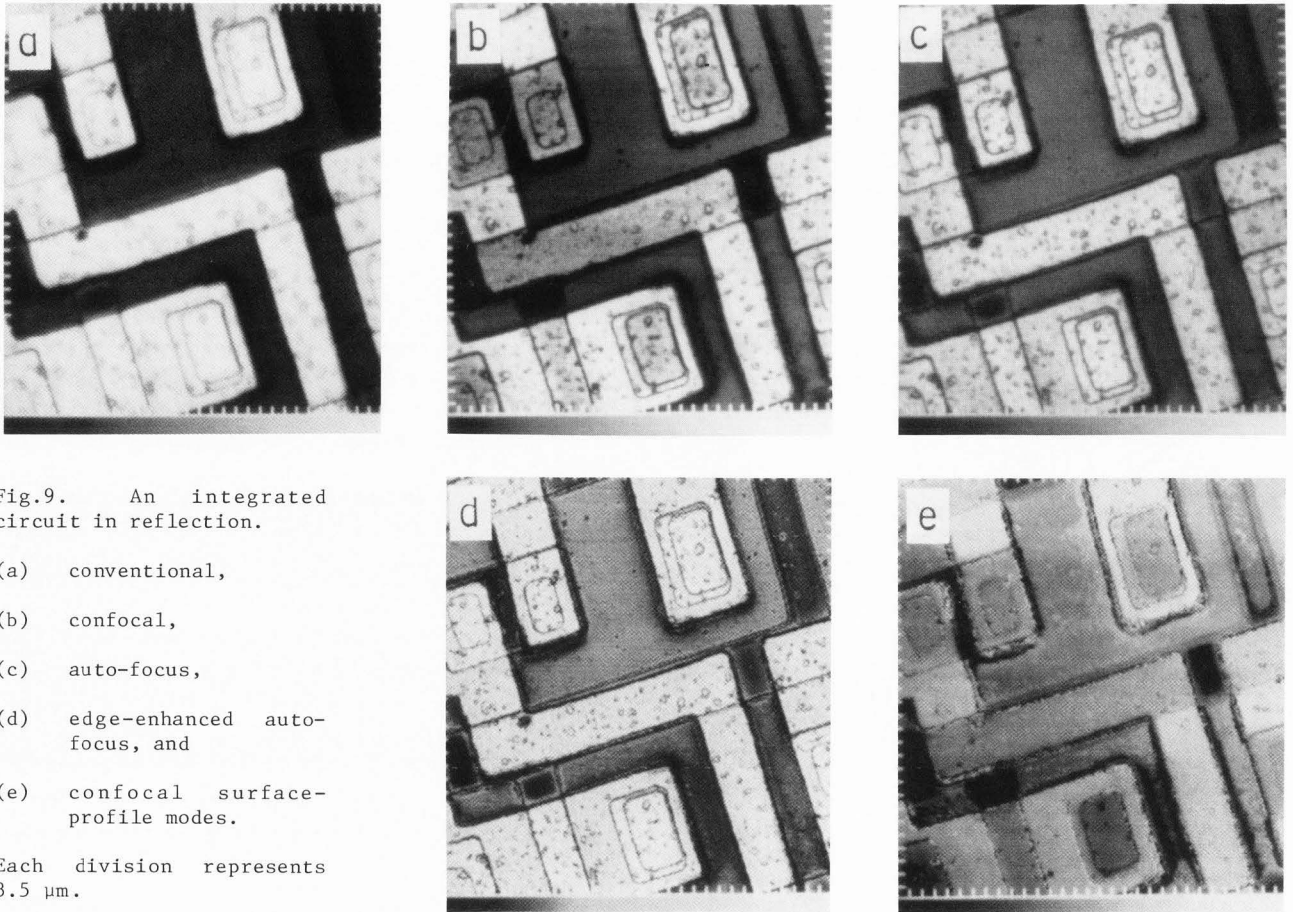 a
b
c
d
e
Fig.9. An integrated
circuit in reflection.
(a) conventional,
(b) confocal,
(c) auto-focus,
(d) edge-enhanced auto-
focus, and
(e) confocal surface-
profile modes.
Each division represents
3.5 µm.